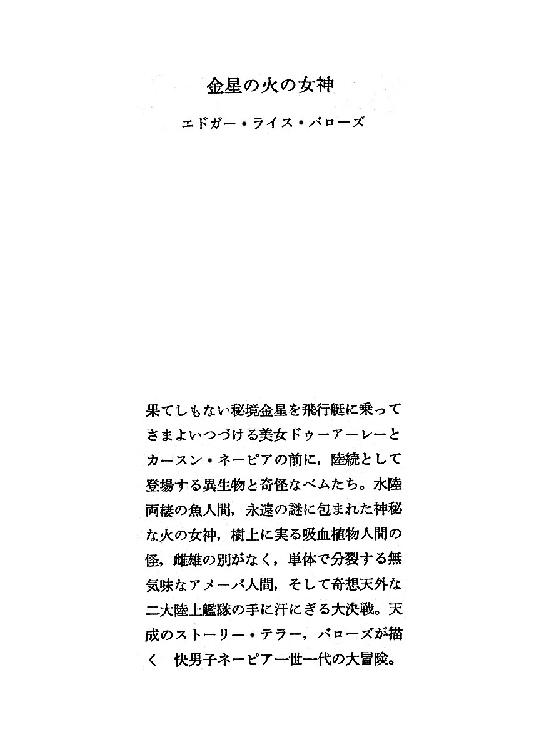 金星の火の女神
エドガー・ライス・バローズ
果てしもない秘境金星を飛行艇に乗って
さまよいつづける美女ドゥーアーレーと
カースン・ネーピアの前に，陸続として
登場する異生物と奇怪なベムたち。水陸
両棲の魚人間，永遠の謎に包まれた神秘
な火の女神，樹上に実る吸血植物人間の
怪，雌雄の別がなく，単体で分裂する無
気味なアメーバ人間，そして奇想天外な
二大陸上艦隊の手に汗にぎる大決戦。天
成のストーリー・テラー，バローズが描
く　快男子ネーピア一世一代の大冒険。